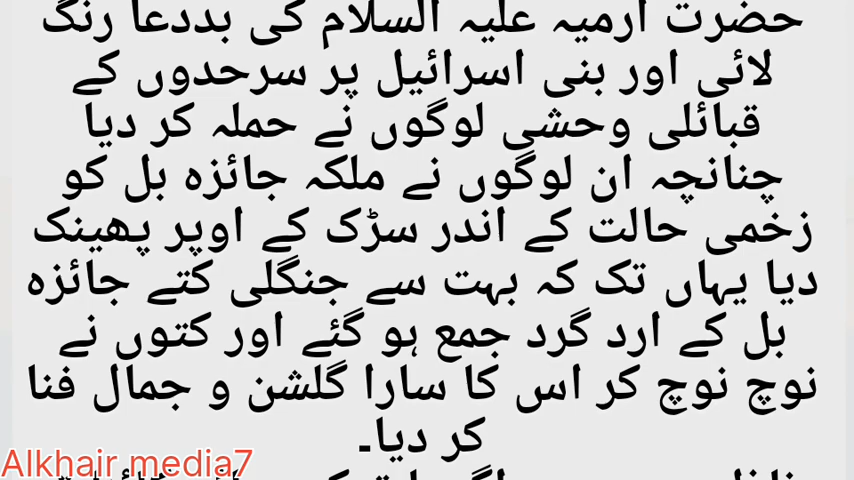 حضرت ارمیہ علیہ السلام کی بددعا رنگ
لائی اور بنی اسرائیل پر سرحدوں کے
قبائلی وحشی لوگوں نے حملہ کر دیا
چنانچہ ان لوگوں نے ملکہ جائزہ بل کو
زخمی حالت کے اندر سڑک کے اوپر پھینک
دیا یہاں تک کہ بہت سے جنگلی کتے جائزہ
بل کے ارد گرد جمع ہو گئے اور کتوں نے
نوچ نوچ کر اس کا سارا گلشن و جمال فنا
کر دیا۔
Alkhair media7